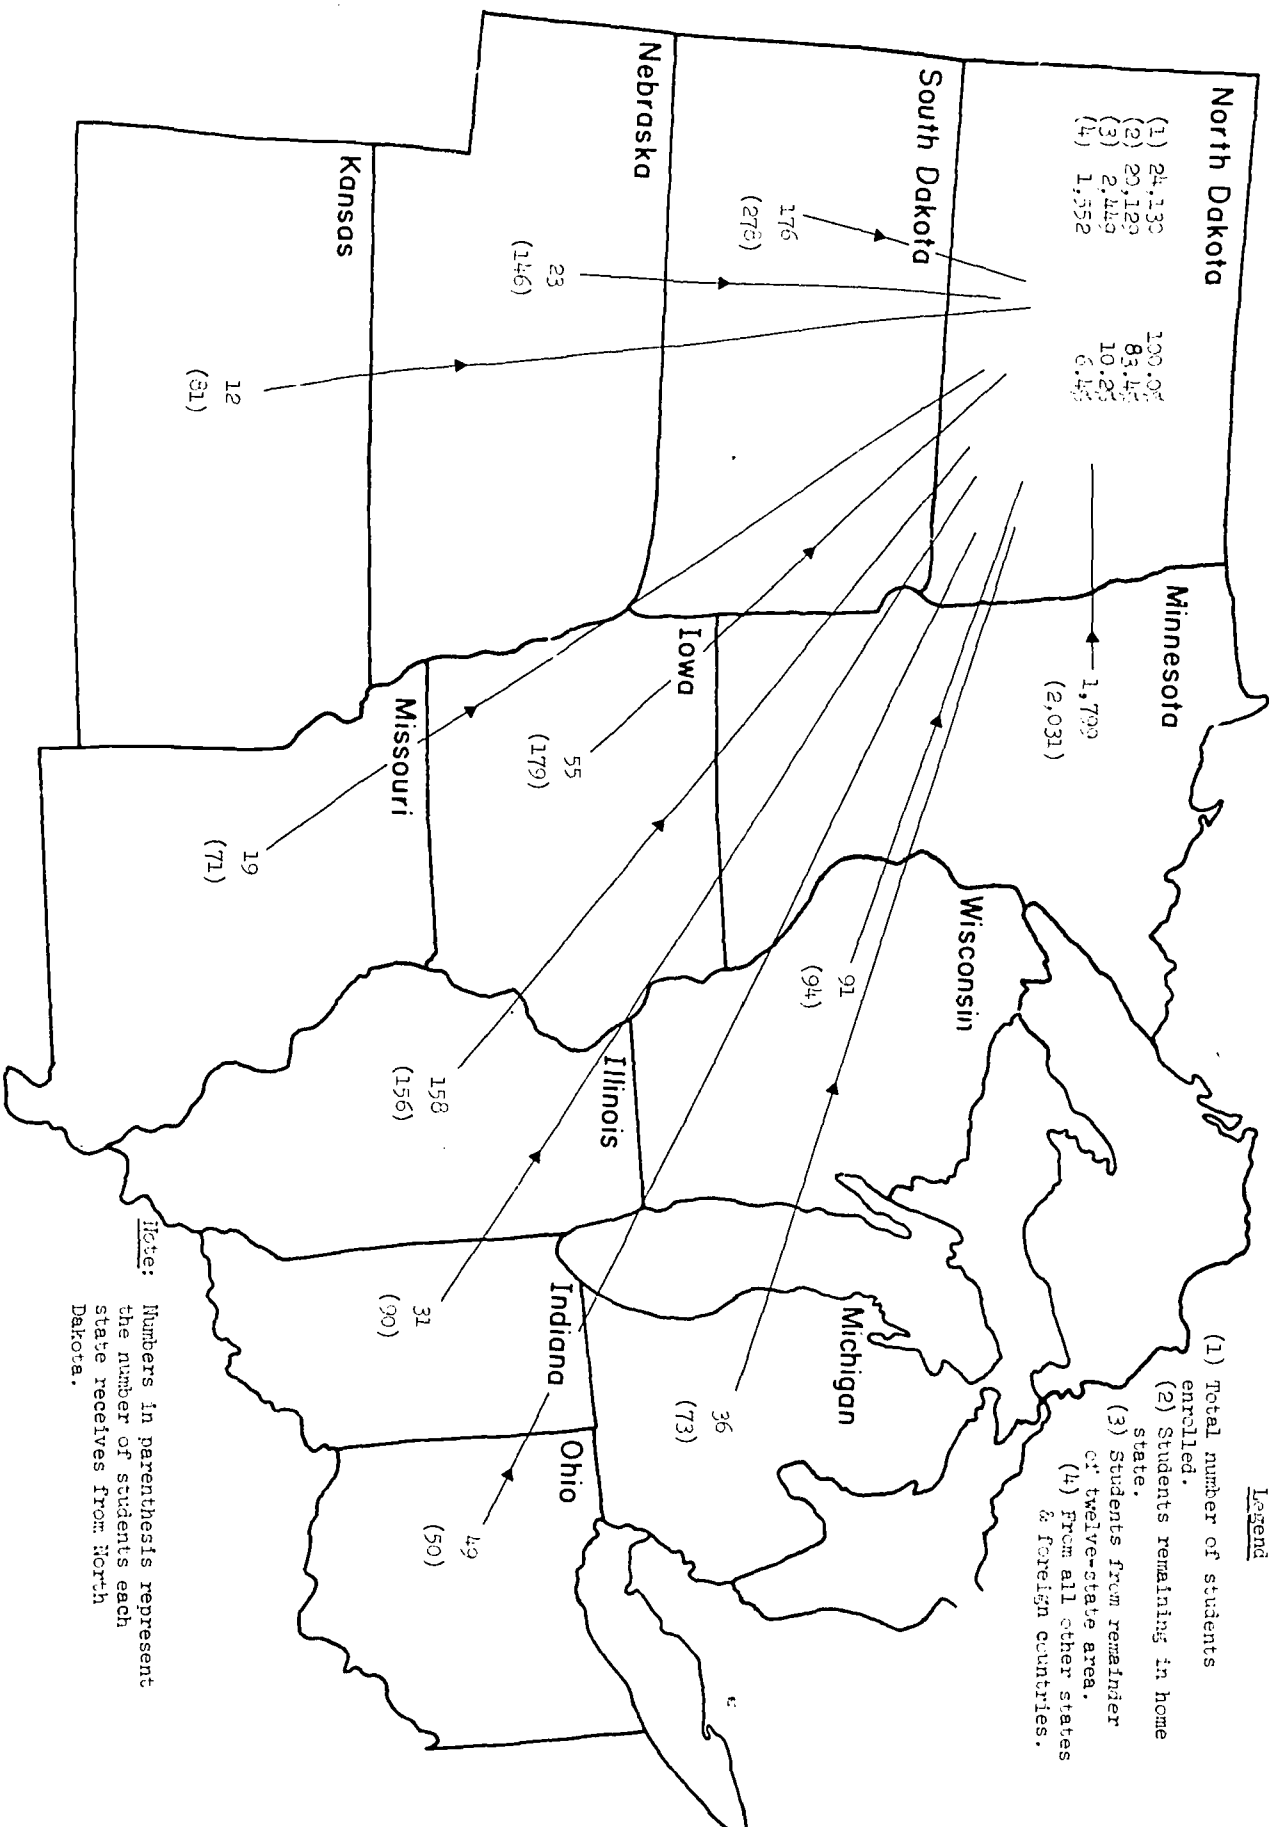 Legend
(1) Total number of students
enrolled.
(2) Students remaining in home
state.
(3) Students from remainder
of twelve-state area.
(4) From all other states
& foreign countries.
North Dakota
(1) 24,130 100.0%
(2) 20,129 83.4%
(3) 2,449 10.2%
(4) 1,552 6.4%
Minnesota
1,799
(2,031)
South Dakota
176
(278)
Wisconsin
91
(94)
Michigan
36
(73)
Nebraska
23
(146)
Iowa
55
(179)
Illinois
158
(156)
Indiana
31
(90)
Ohio
49
(50)
Kansas
12
(81)
Missouri
19
(71)
Note: Numbers in parenthesis represent
the number of students each
state receives from North
Dakota.